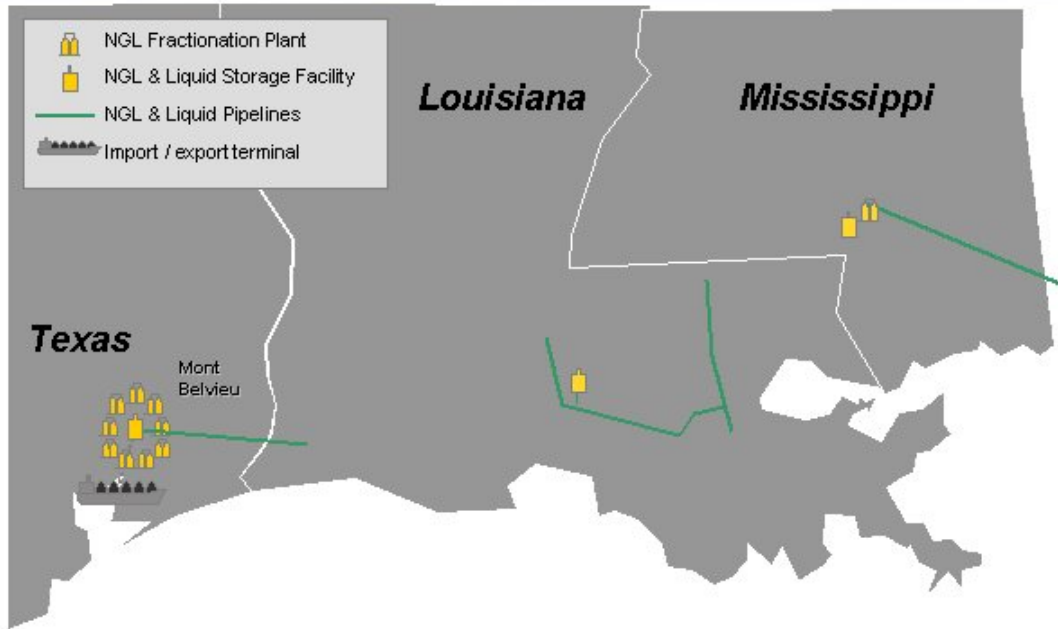 NGL Fractionation Plant
NGL & Liquid Storage Facility
NGL & Liquid Pipelines
Import / export terminal
Louisiana
Mississippi
Texas
Mont
Belvieu